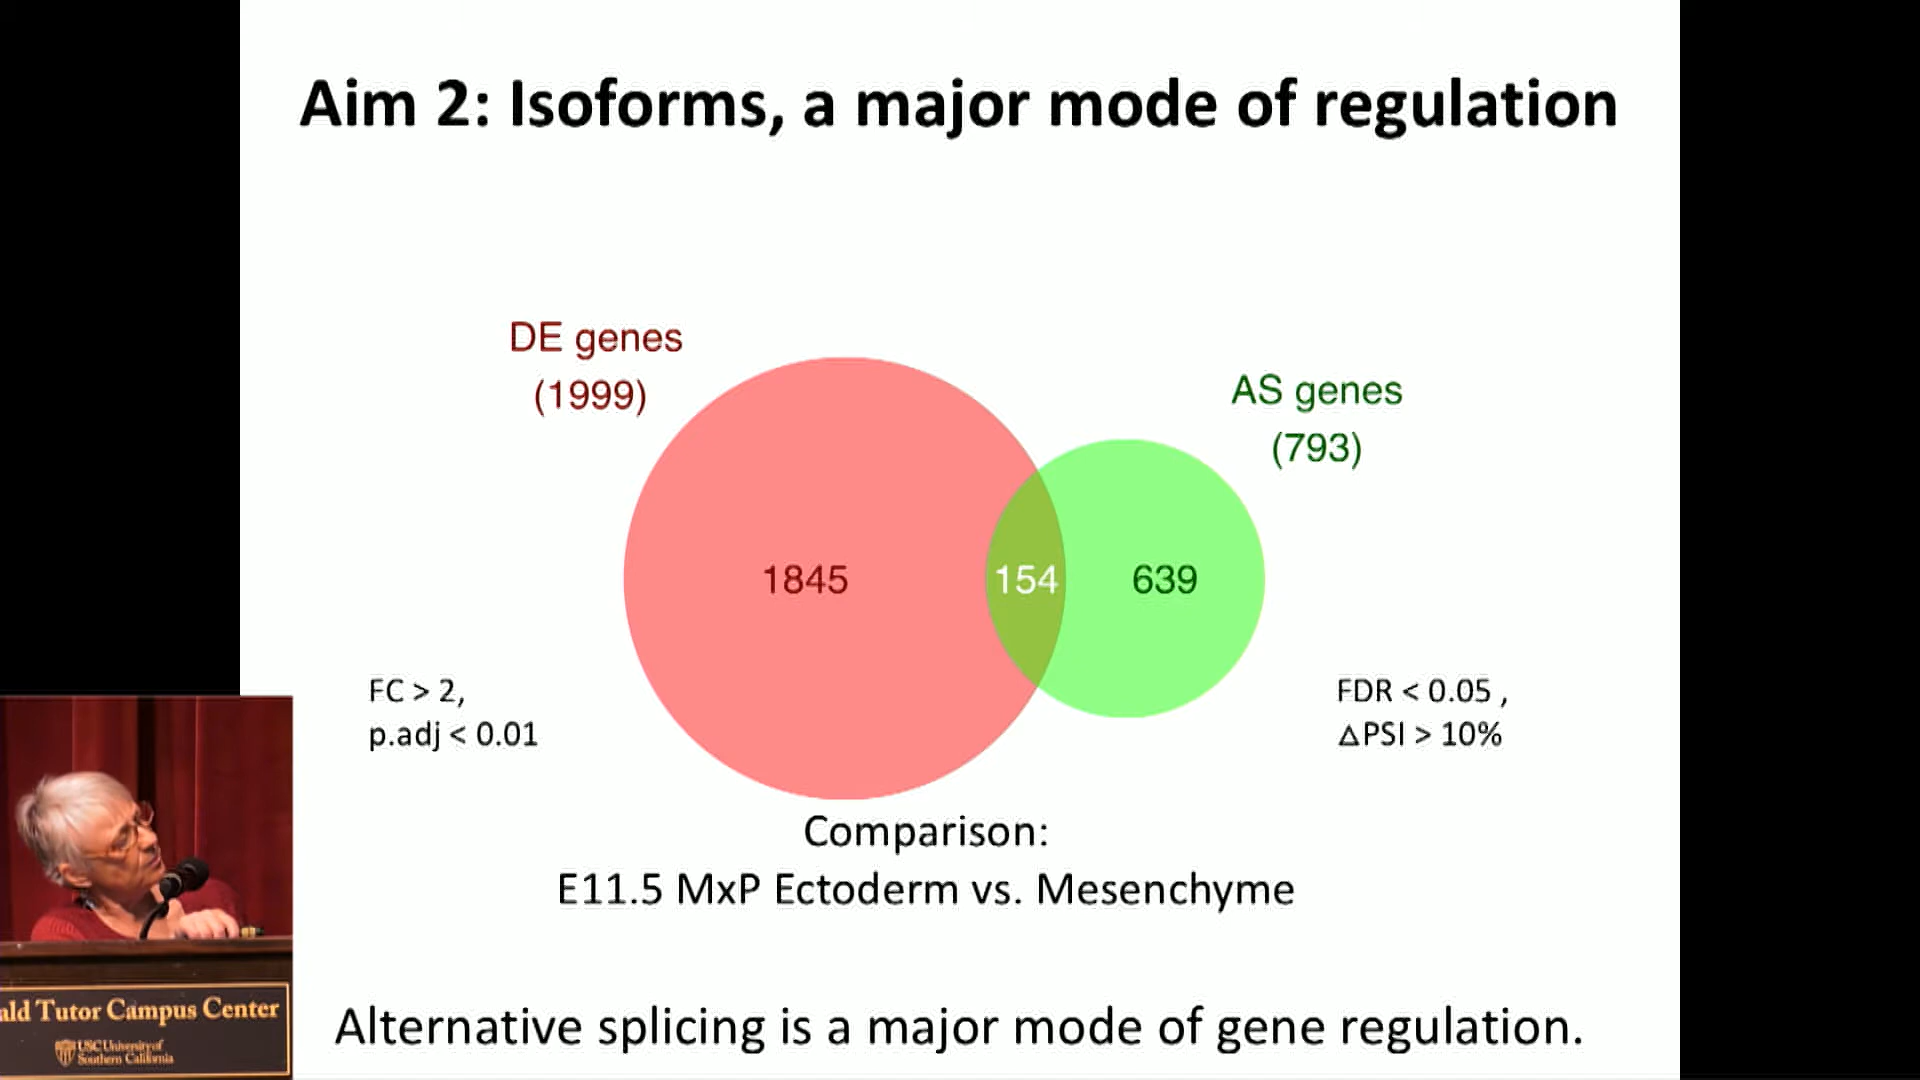 Aim 2: Isoforms, a major mode of regulation
DE genes
(1999)
AS genes
(793)
1845
154
639
FC > 2,
p.adj < 0.01
FDR < 0.05 ,
△PSI > 10%
Comparison:
E11.5 MxP Ectoderm vs. Mesenchyme
Alternative splicing is a major mode of gene regulation.
ald Tutor Campus Center
USC University of
Southern California